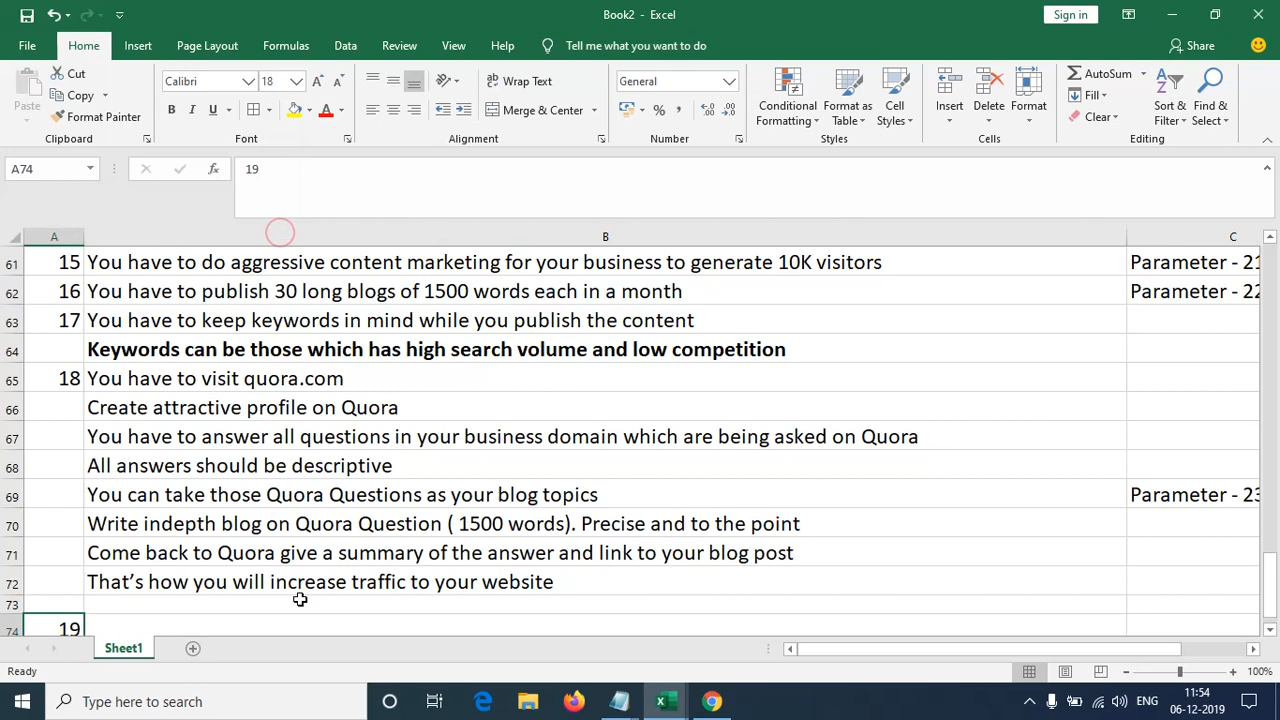 Book2 - Excel
Sign in
File Home Insert Page Layout Formulas Data Review View Help Tell me what you want to do Share
Paste
Cut
Copy
Format Painter
Clipboard
Calibri 18
B I U
Font
Wrap Text
Merge & Center
Alignment
General
Number
Conditional Formatting
Format as Table
Cell Styles
Styles
Insert
Delete
Format
Cells
AutoSum
Fill
Clear
Sort & Filter
Find & Select
Editing
A74 fx 19
A B C
61 15 You have to do aggressive content marketing for your business to generate 10K visitors Parameter - 21
62 16 You have to publish 30 long blogs of 1500 words each in a month Parameter - 22
63 17 You have to keep keywords in mind while you publish the content
64 Keywords can be those which has high search volume and low competition
65 18 You have to visit quora.com
66 Create attractive profile on Quora
67 You have to answer all questions in your business domain which are being asked on Quora
68 All answers should be descriptive
69 You can take those Quora Questions as your blog topics Parameter - 23
70 Write indepth blog on Quora Question ( 1500 words). Precise and to the point
71 Come back to Quora give a summary of the answer and link to your blog post
72 That's how you will increase traffic to your website
73
74 19
Sheet1
Ready 100%
Type here to search
ENG
11:54
06-12-2019